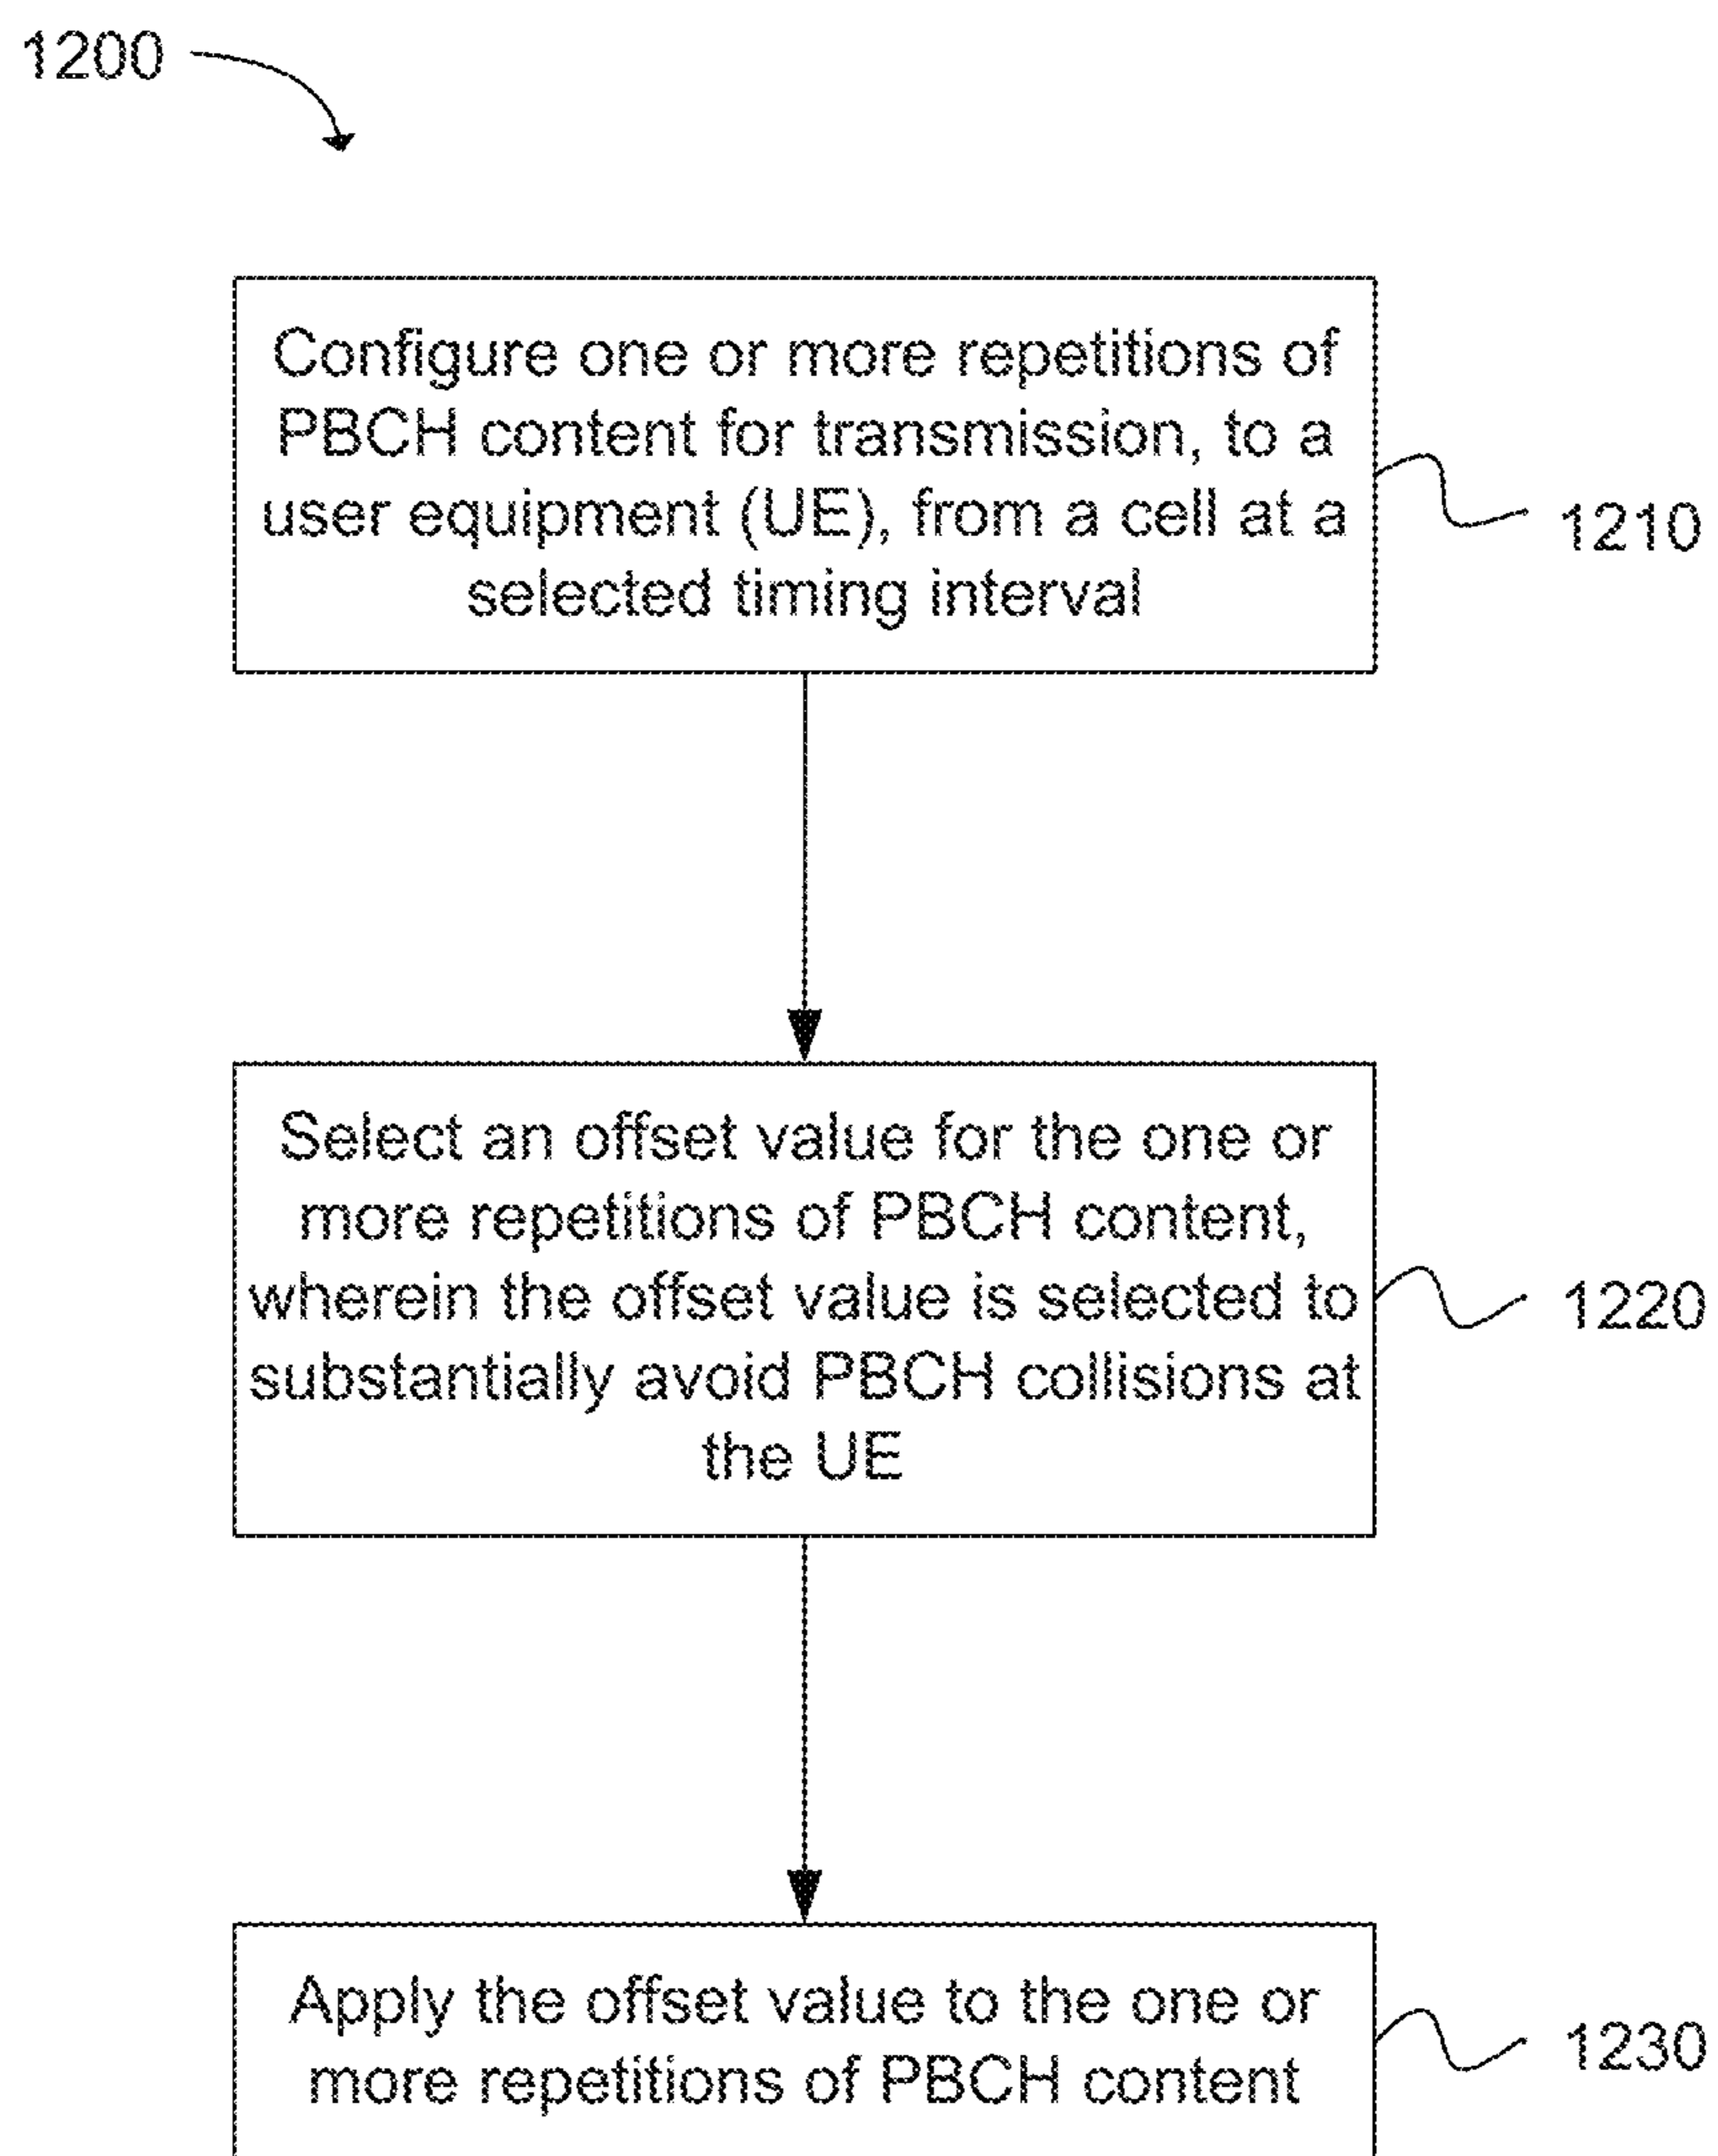 1200
Configure one or more repetitions of
PBCH content for transmission, to a
user equipment (UE), from a cell at a
selected timing interval
1210
Select an offset value for the one or
more repetitions of PBCH content,
wherein the offset value is selected to
substantially avoid PBCH collisions at
the UE
1220
Apply the offset value to the one or
more repetitions of PBCH content
1230